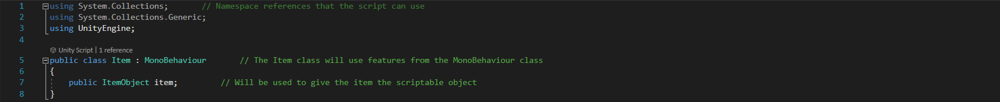 1 using System.Collections; // Namespace references that the script can use
2 using System.Collections.Generic;
3 using UnityEngine;
4
Unity Script | 1 reference
5 public class Item : MonoBehaviour // The Item class will use features from the MonoBehaviour class
6 {
7 public ItemObject item; // Will be used to give the item the scriptable object
8 }